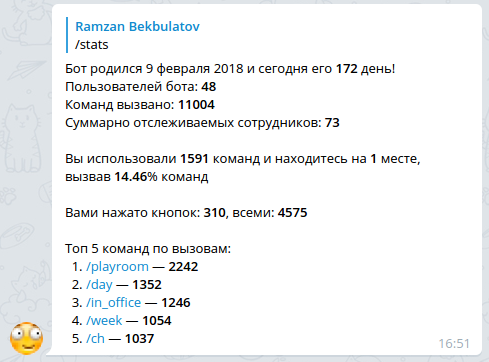 Ramzan Bekbulatov
/stats
Бот родился 9 февраля 2018 и сегодня его 172 день!
Пользователей бота: 48
Команд вызвано: 11004
Суммарно отслеживаемых сотрудников: 73
Вы использовали 1591 команд и находитесь на 1 месте,
вызвав 14.46% команд
Вами нажато кнопок: 310, всеми: 4575
Топ 5 команд по вызовам:
1. /playroom — 2242
2. /day — 1352
3. /in_office — 1246
4. /week — 1054
5. /ch — 1037
16:51